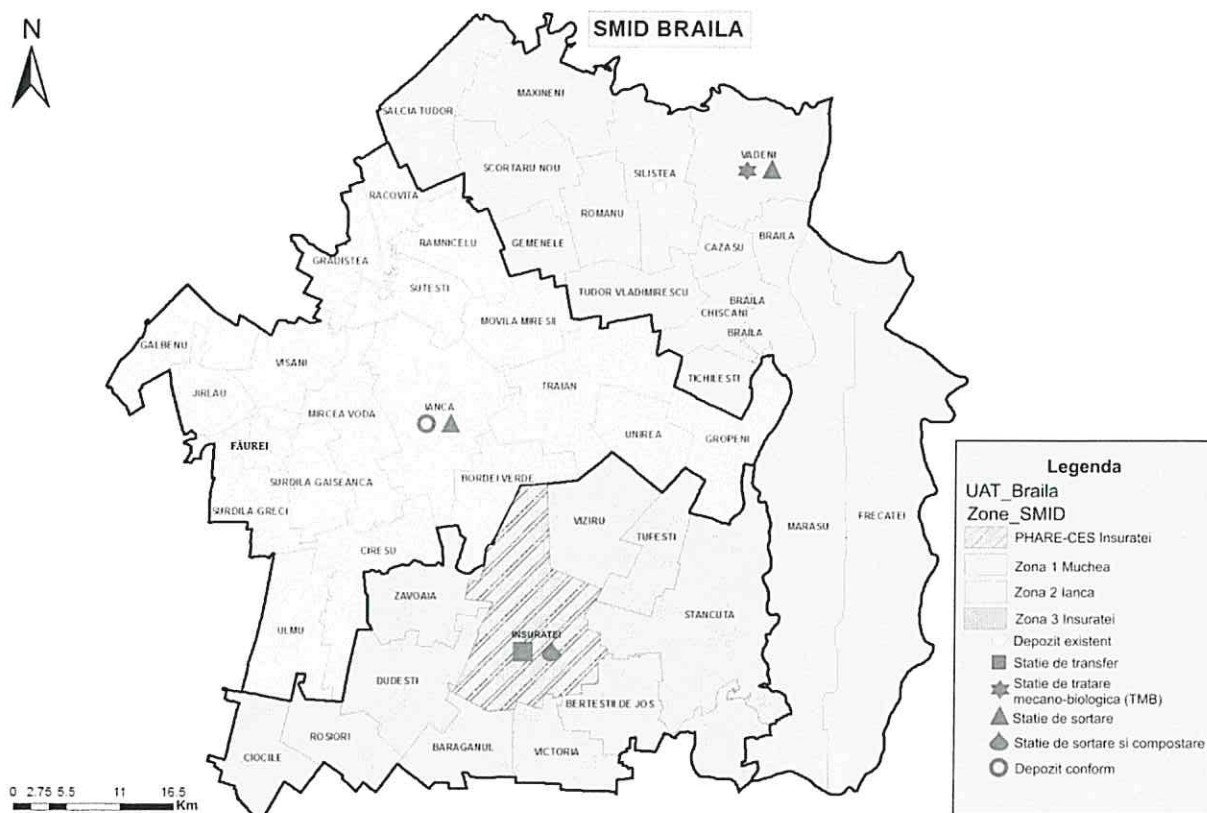 N
SMID BRAILA
MAXINENI
SALCIA TUDOR
VADENI
SCORTARU NOU
SILISTEA
RACOVITA
ROMANU
BRAILA
RAMNICELU
GEMENELE
CAZASU
GRADISTEA
SUTESTI
TUDOR VLADIMIRESCU
BRAILA
CHISCANI
MOVILA MIRESII
BRAILA
GALBENU
VISANI
TICHILESTI
JIRLAU
TRAIAN
IANCA
MIRCEA VODA
UNIREA
GROPENI
FĂUREI
BORDEI VERDE
SURDILA GAISEANCA
SURDILA GRECI
VIZIRU
MARASU
FRECATEI
TUFESTI
CIRESU
ZAVOAIA
STANCUTA
ULMU
INSURATEI
DUDESTI
BERTESTII DE JOS
ROSIORI
BARAGANUL
VICTORIA
CIOCILE
0 2.75 5.5 11 16.5
Km
Legenda
UAT_Braila
Zone_SMID
PHARE-CES Insuratei
Zona 1 Muchea
Zona 2 Ianca
Zona 3 Insuratei
Depozit existent
Statie de transfer
Statie de tratare
mecano-biologica (TMB)
Statie de sortare
Statie de sortare si compostare
Depozit conform